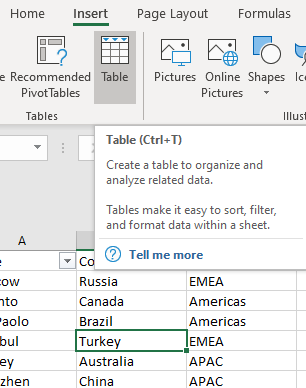 Home Insert Page Layout Formulas
Recommended PivotTables Table Pictures Online Pictures Shapes
Tables
Table (Ctrl+T)
Create a table to organize and
analyze related data.
Tables make it easy to sort, filter,
and format data within a sheet.
Tell me more
A
Russia EMEA
Canada Americas
Paolo Brazil Americas
Turkey EMEA
Australia APAC
China APAC